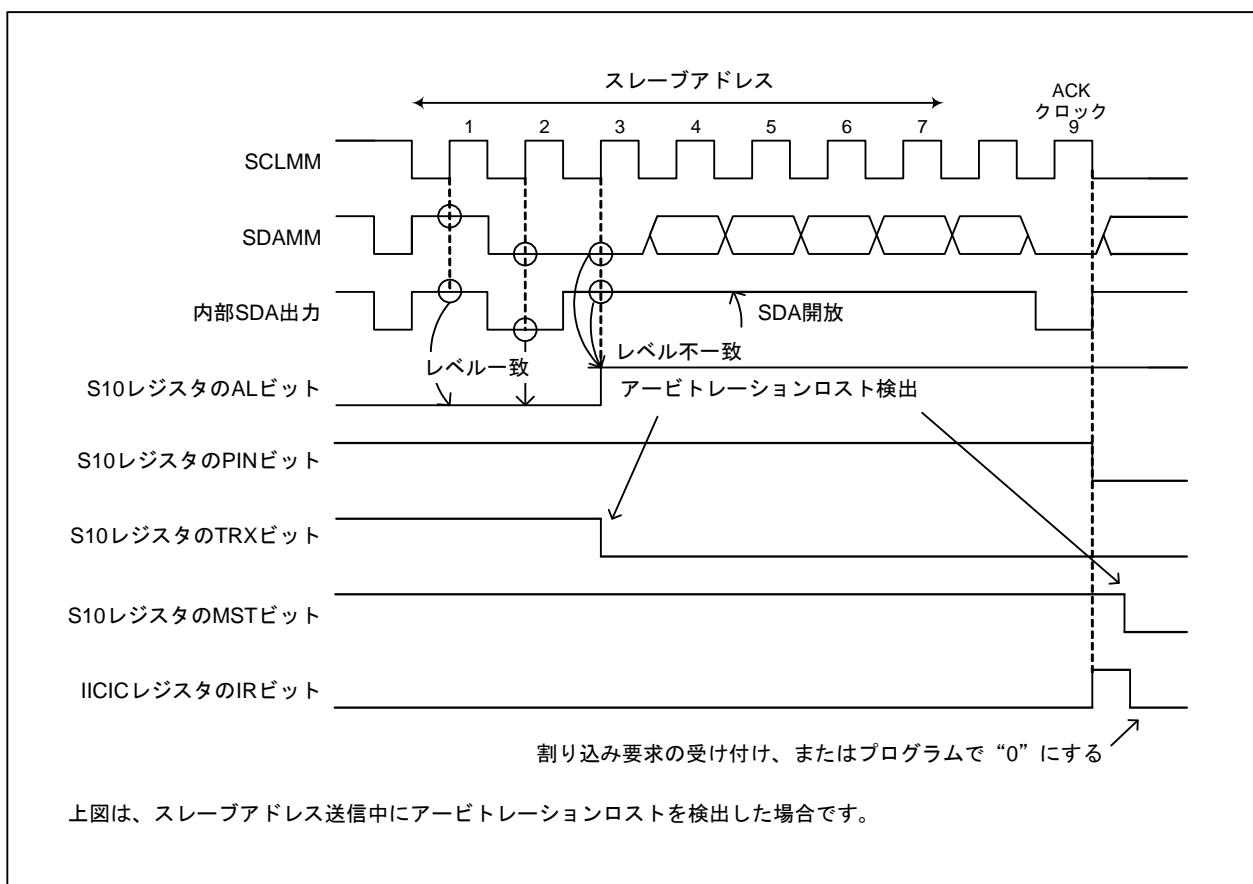 スレーブアドレス
ACK
クロック
1 2 3 4 5 6 7 9
SCLMM
SDAMM
内部SDA出力
SDA開放
レベル一致
レベル不一致
S10レジスタのALビット
アービトレーションロスト検出
S10レジスタのPINビット
S10レジスタのTRXビット
S10レジスタのMSTビット
IICICレジスタのIRビット
割り込み要求の受け付け、またはプログラムで“0”にする
上図は、スレーブアドレス送信中にアービトレーションロストを検出した場合です。